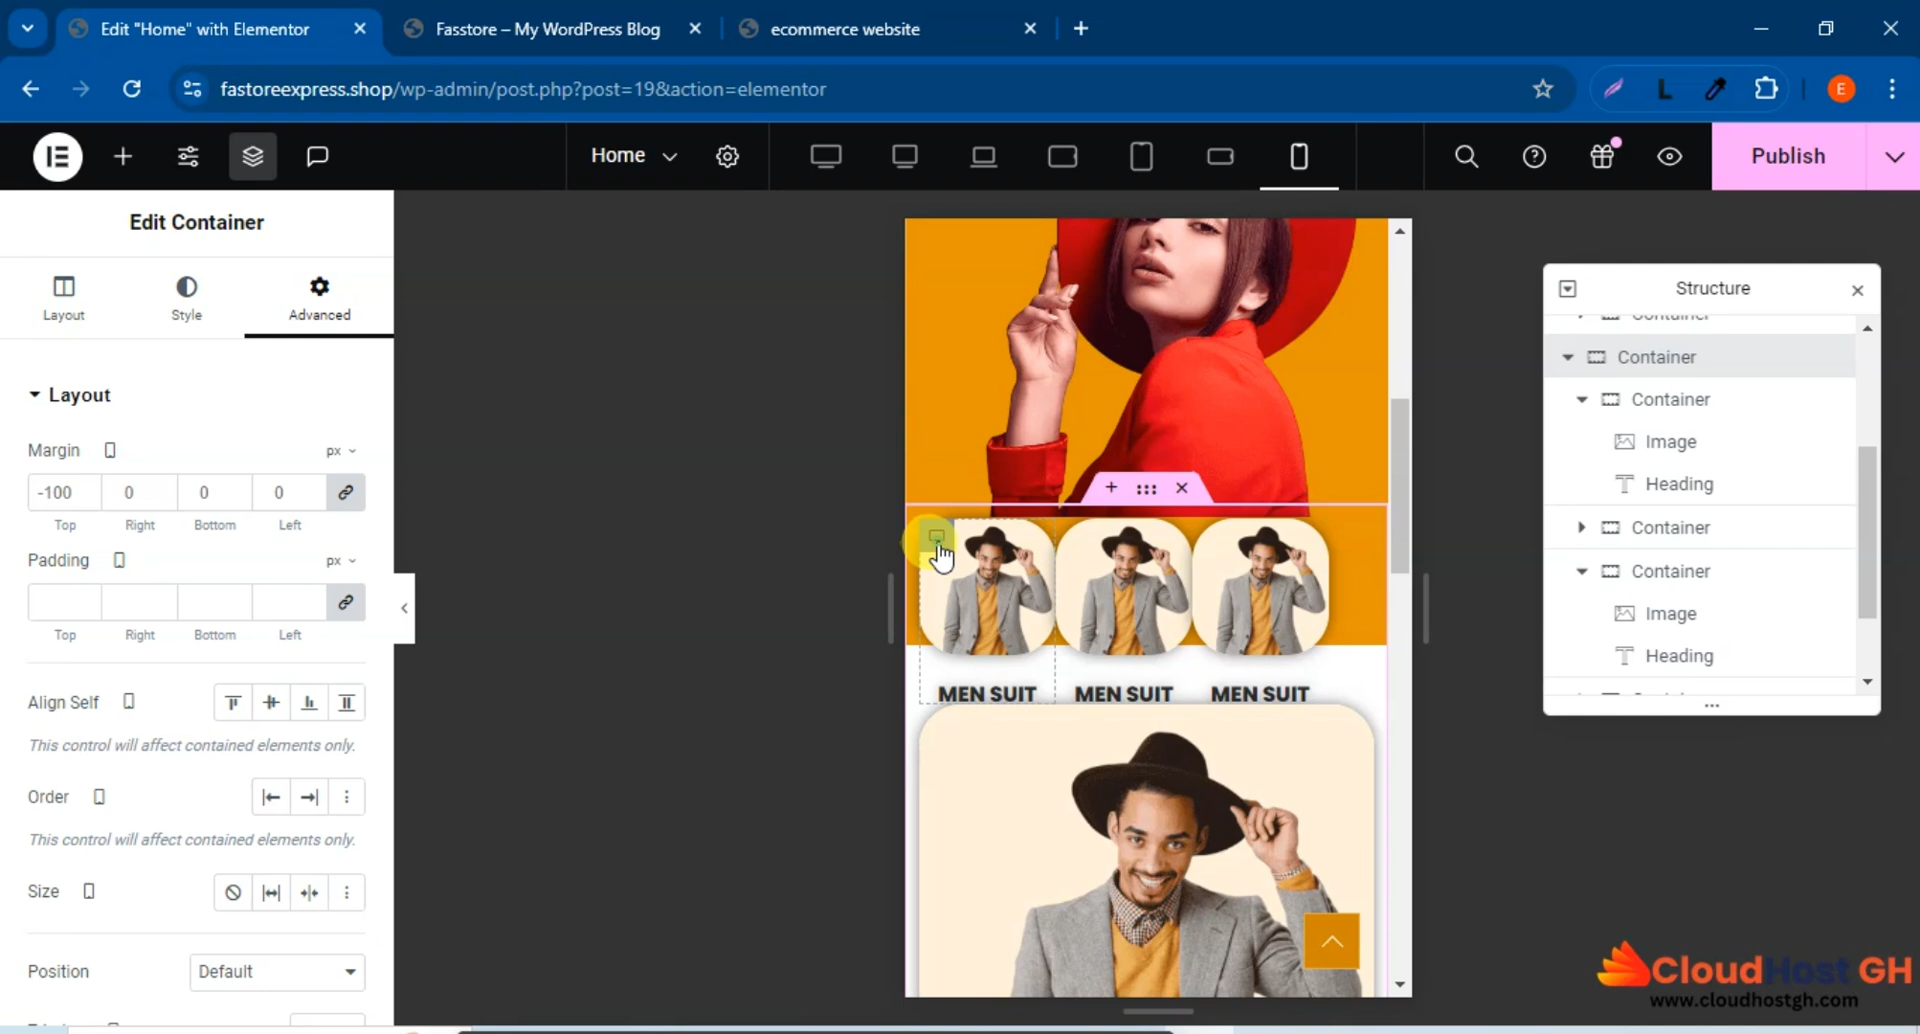 Edit "Home" with Elementor
Fasstore – My WordPress Blog
ecommerce website
fastoreexpress.shop/wp-admin/post.php?post=19&action=elementor
L
E
Home
Publish
Edit Container
Layout
Style
Advanced
Layout
Margin
px
-100
0
0
0
Top
Right
Bottom
Left
Padding
px
Top
Right
Bottom
Left
Align Self
This control will affect contained elements only.
Order
This control will affect contained elements only.
Size
Position
Default
MEN SUIT
MEN SUIT
MEN SUIT
Structure
Container
Container
Container
Image
Heading
Container
Container
Image
Heading
CloudHost GH
www.cloudhostgh.com